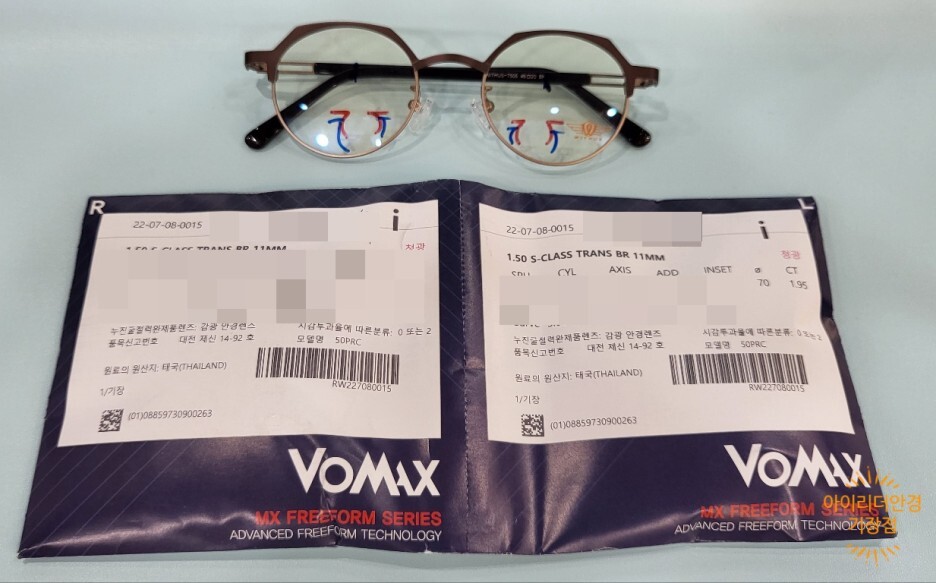 R
22-07-08-0015
i
1.50 S-CLASS TRANS BR 11MM
청광
누진굴절력완제품렌즈: 감광 안경렌즈
시감투과율에 따른분류: 0 또는 2
품목신고번호
대전 제신 14-92 호
모델명
50PRC
원료의 원산지: 태국(THAILAND)
1/기장
RW227080015
(01)08859730900263
VOMAX
MX FREEFORM SERIES
ADVANCED FREEFORM TECHNOLOGY
L
22-07-08-0015
i
1.50 S-CLASS TRANS BR 11MM
청광
SPH CYL AXIS ADD INSET ø CT
70 1.95
누진굴절력완제품렌즈: 감광 안경렌즈
시감투과율에 따른분류: 0 또는 2
품목신고번호
대전 제신 14-92 호
모델명
50PRC
원료의 원산지: 태국(THAILAND)
1/기장
RW227080015
(01)08859730900263
VOMAX
MX FREEFORM SERIES
ADVANCED FREEFORM TECHNOLOGY
아이리더안경
기장점